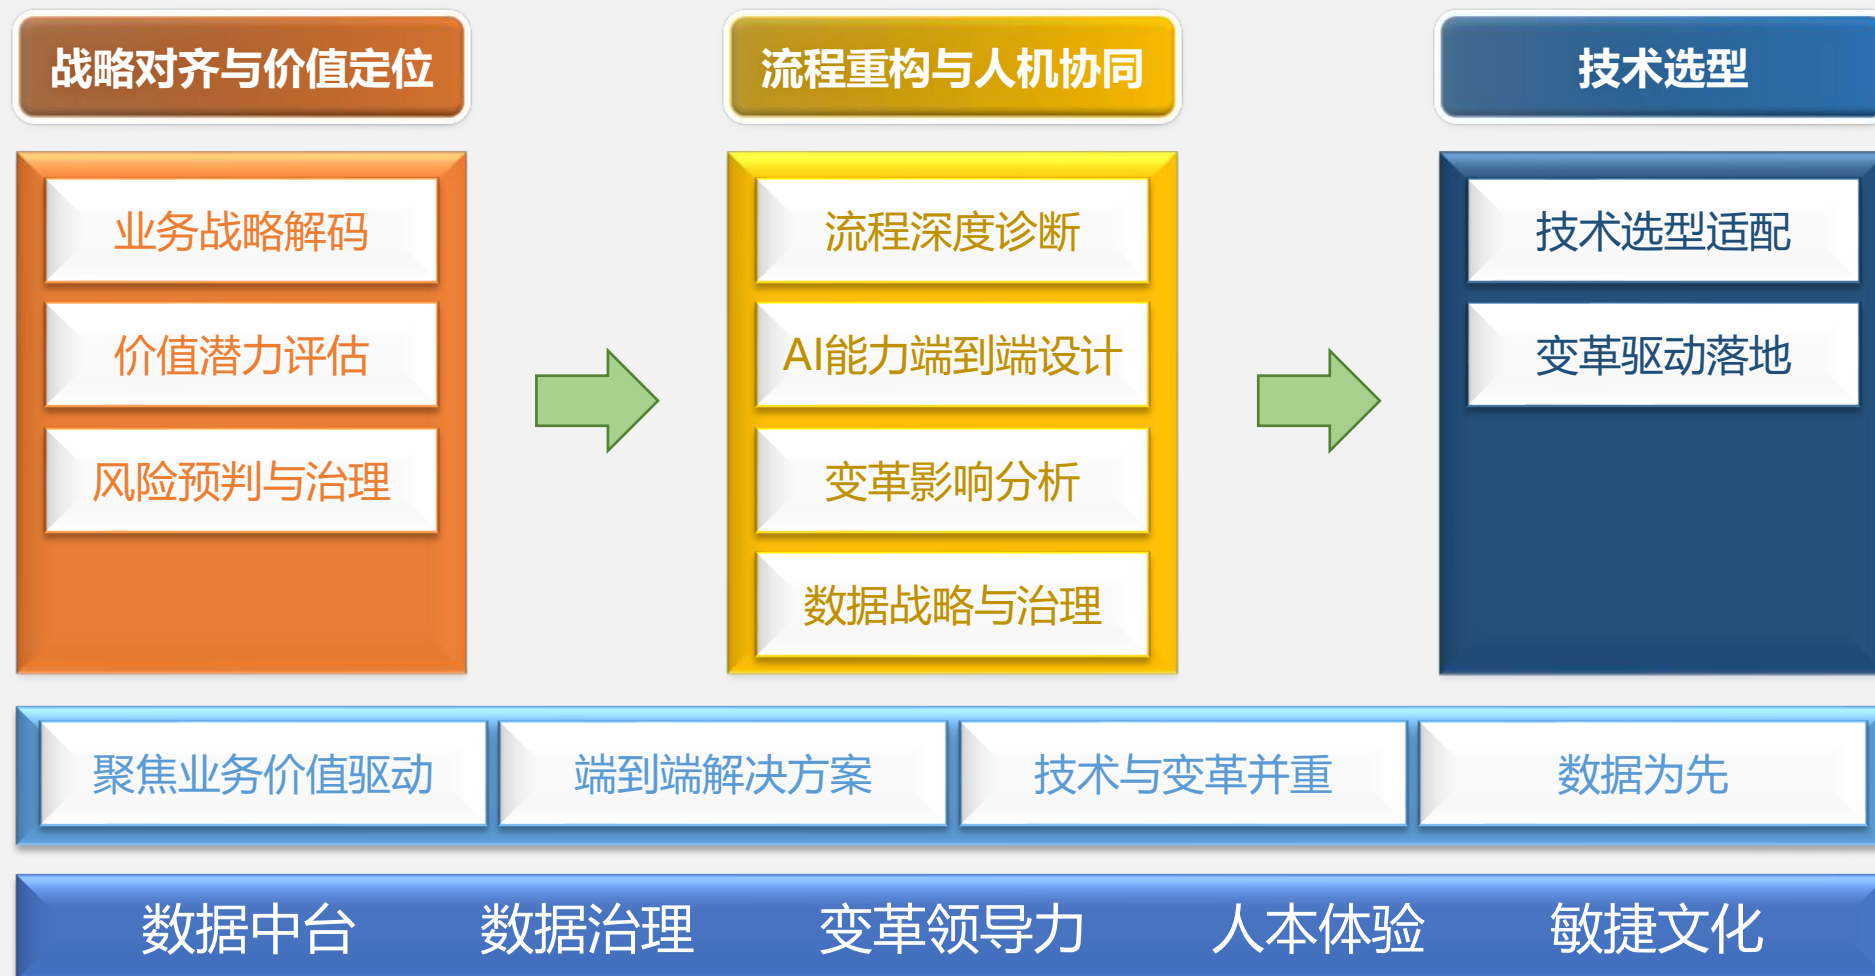 战略对齐与价值定位
流程重构与人机协同
技术选型
业务战略解码
价值潜力评估
风险预判与治理
流程深度诊断
AI能力端到端设计
变革影响分析
数据战略与治理
技术选型适配
变革驱动落地
聚焦业务价值驱动
端到端解决方案
技术与变革并重
数据为先
数据中台
数据治理
变革领导力
人本体验
敏捷文化